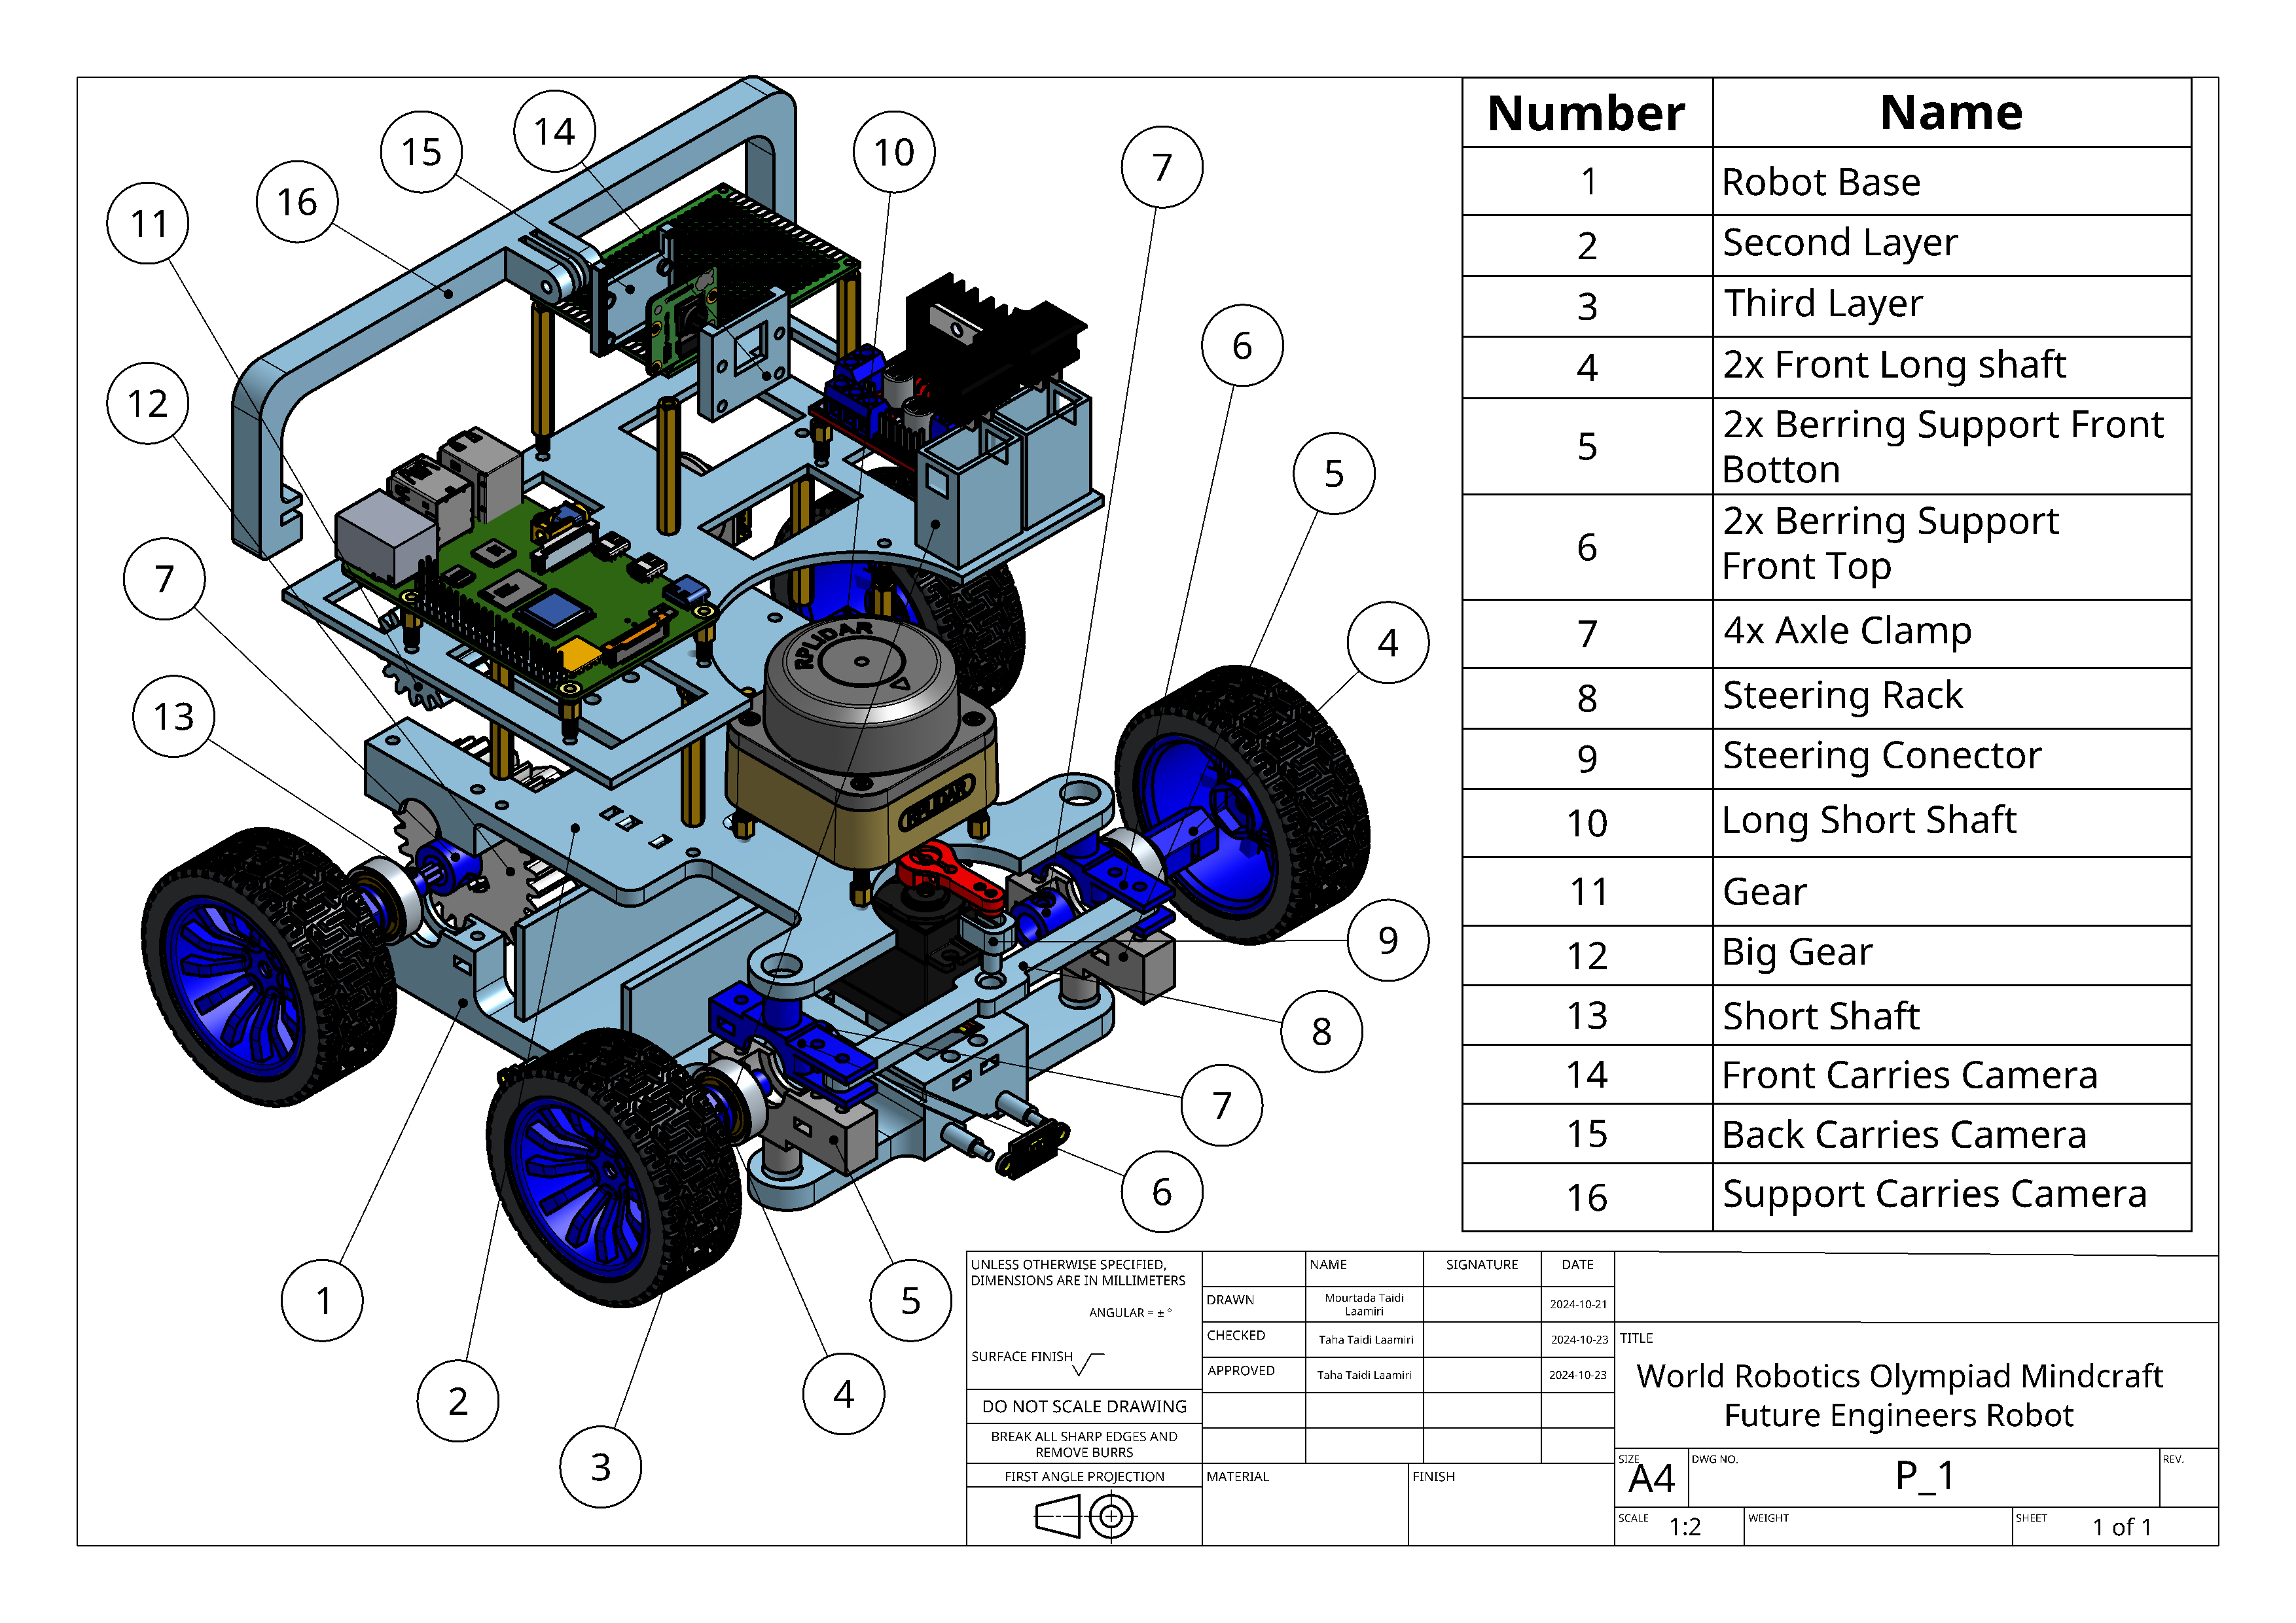 15
14
10
7
16
11
6
12
5
7
4
13
RPLIDAR
RPLIDAR
9
8
7
6
1
5
2
4
3
Number Name
1 Robot Base
2 Second Layer
3 Third Layer
4 2x Front Long shaft
5 2x Berring Support Front
Botton
6 2x Berring Support
Front Top
7 4x Axle Clamp
8 Steering Rack
9 Steering Conector
10 Long Short Shaft
11 Gear
12 Big Gear
13 Short Shaft
14 Front Carries Camera
15 Back Carries Camera
16 Support Carries Camera
UNLESS OTHERWISE SPECIFIED,
DIMENSIONS ARE IN MILLIMETERS
ANGULAR = ± °
SURFACE FINISH
DO NOT SCALE DRAWING
BREAK ALL SHARP EDGES AND
REMOVE BURRS
FIRST ANGLE PROJECTION
NAME SIGNATURE DATE
DRAWN Mourtada Taidi
Laamiri 2024-10-21
CHECKED Taha Taidi Laamiri 2024-10-23
APPROVED Taha Taidi Laamiri 2024-10-23
MATERIAL FINISH
TITLE
World Robotics Olympiad Mindcraft
Future Engineers Robot
SIZE A4 DWG NO. P_1 REV.
SCALE 1:2 WEIGHT SHEET 1 of 1